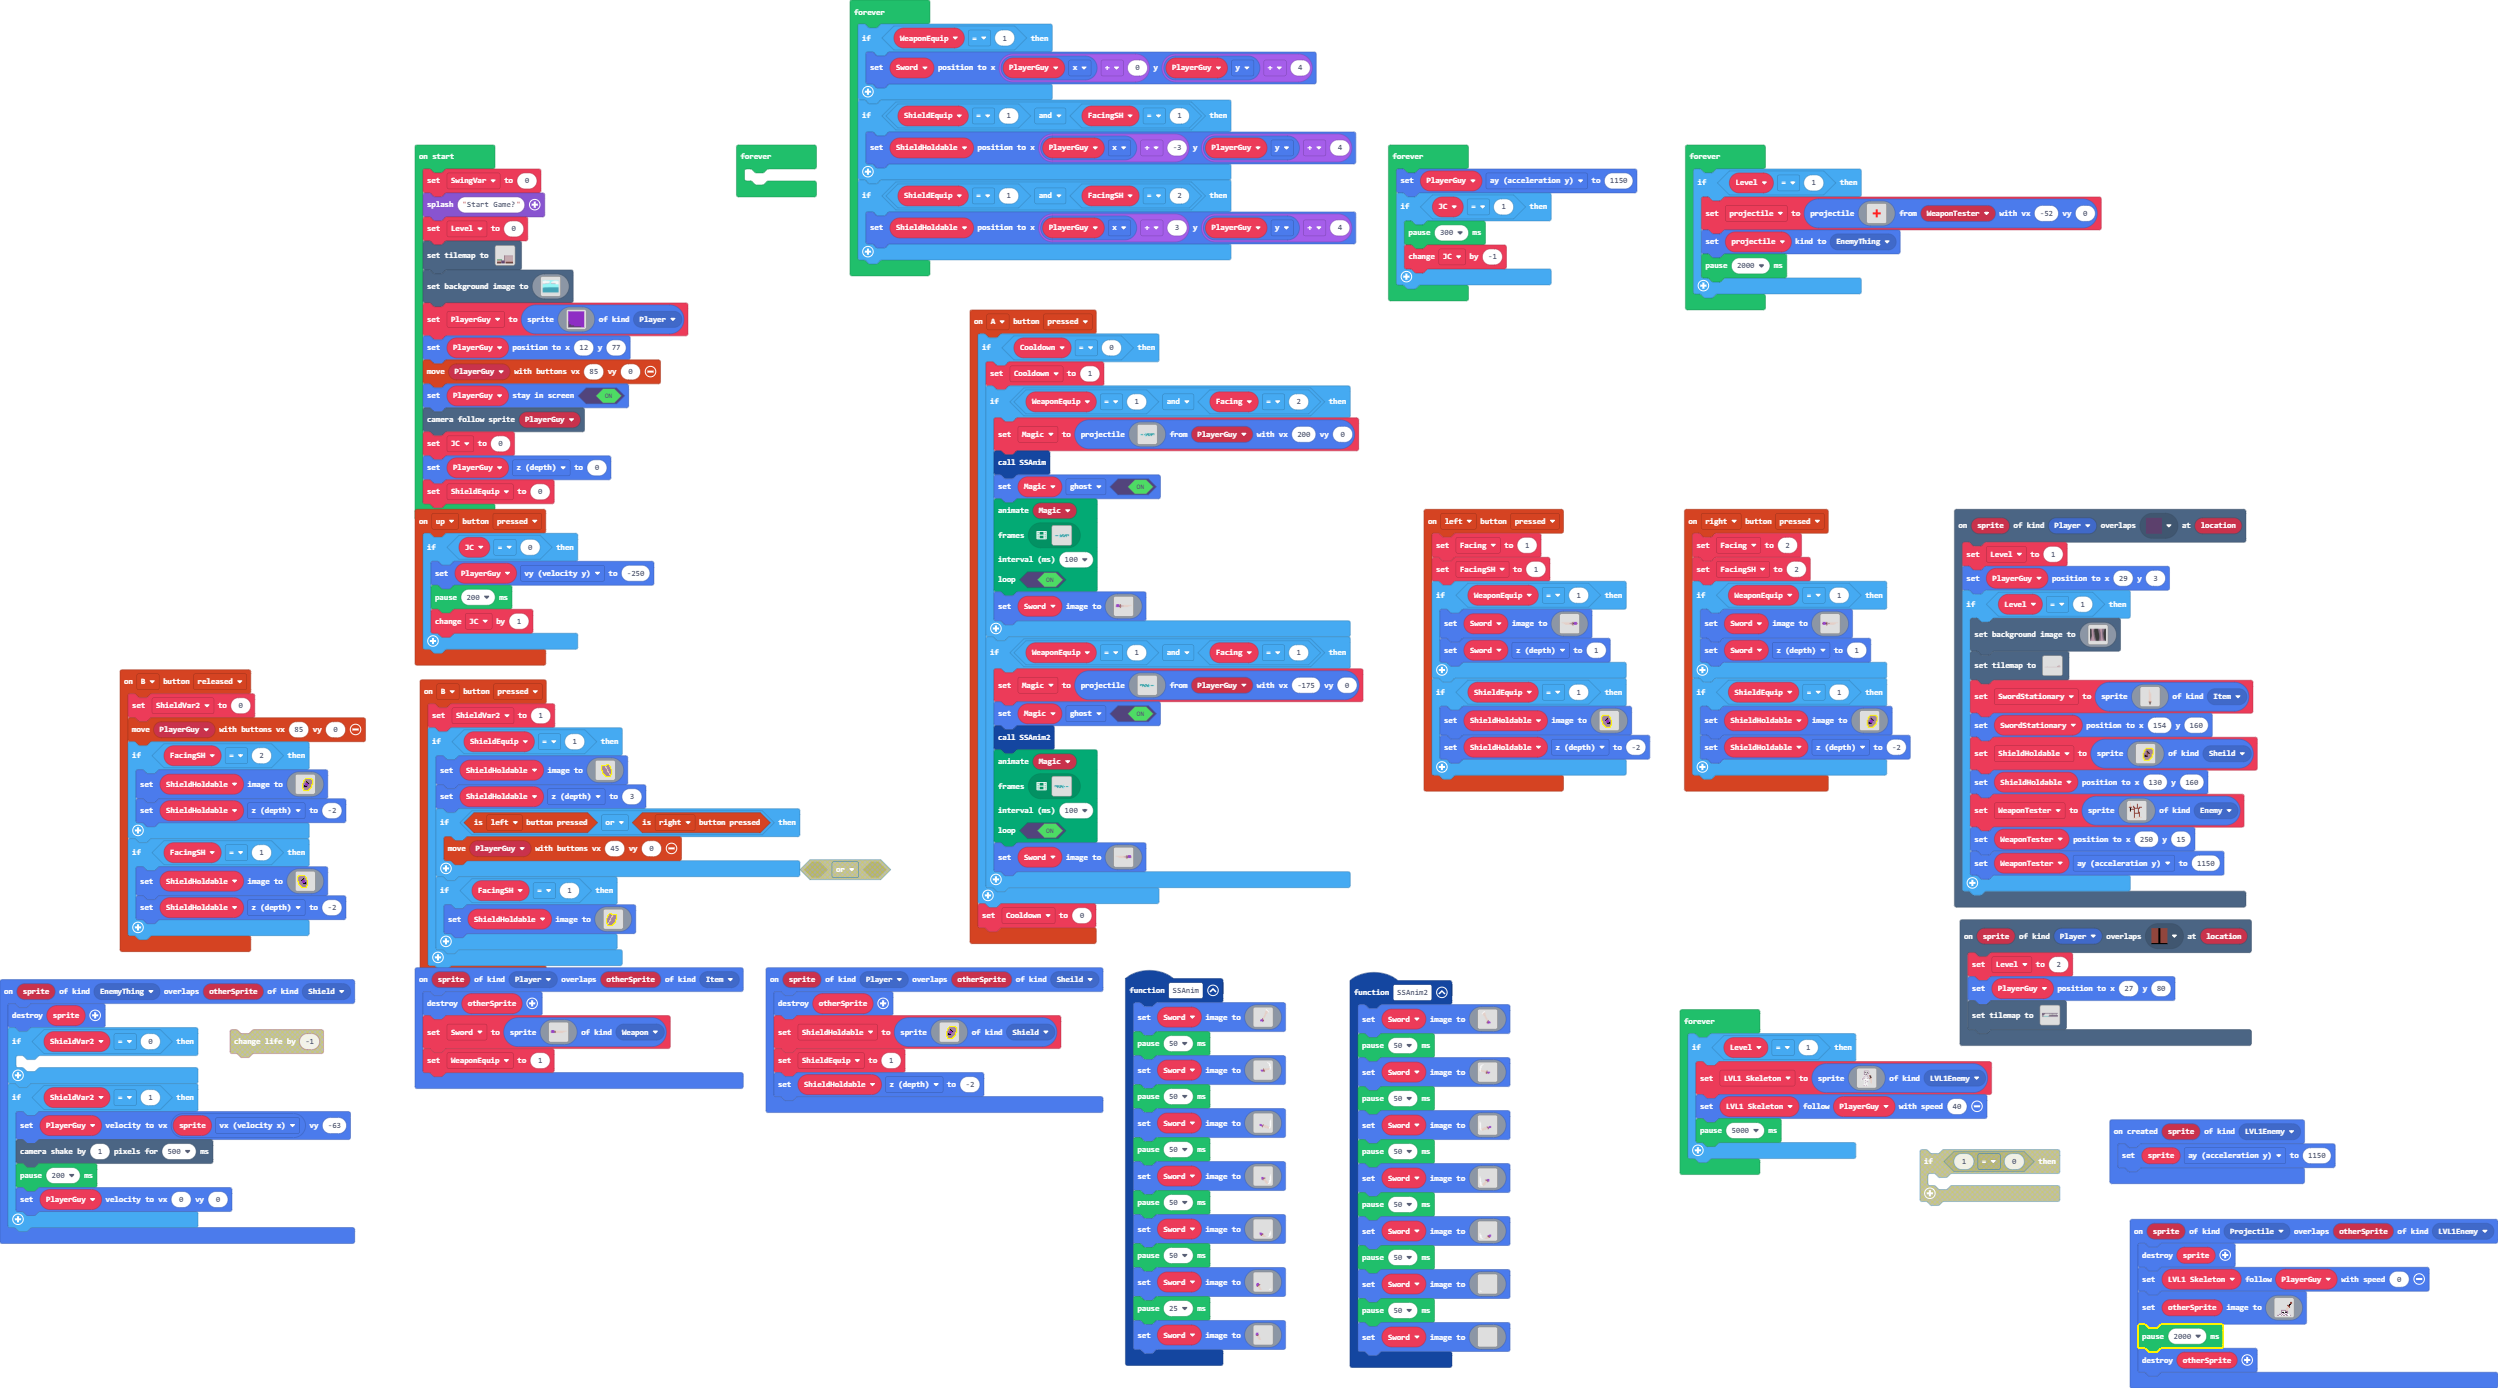 forever
if WeaponEquip = 1 then
set Sword position to x PlayerGuy x + 0 y PlayerGuy y + 4
if ShieldEquip = 1 and FacingSH = 1 then
set ShieldHoldable position to x PlayerGuy x + -3 y PlayerGuy y + 4
if ShieldEquip = 1 and FacingSH = 2 then
set ShieldHoldable position to x PlayerGuy x + 3 y PlayerGuy y + 4
on start
set SwingVar to 0
splash "Start Game?"
set Level to 0
set tilemap to
set background image to
set PlayerGuy to sprite of kind Player
set PlayerGuy position to x 12 y 77
move PlayerGuy with buttons vx 85 vy 0
set PlayerGuy stay in screen ON
camera follow sprite PlayerGuy
set JC to 0
set PlayerGuy z (depth) to 0
set ShieldEquip to 0
forever
forever
set PlayerGuy ay (acceleration y) to 1150
if JC = 1 then
pause 300 ms
change JC by -1
forever
if Level = 1 then
set projectile to projectile from WeaponTester with vx -52 vy 0
set projectile kind to EnemyThing
pause 2000 ms
on up button pressed
if JC = 0 then
set PlayerGuy vy (velocity y) to -250
pause 200 ms
change JC by 1
on A button pressed
if Cooldown = 0 then
set Cooldown to 1
if WeaponEquip = 1 and Facing = 2 then
set Magic to projectile from PlayerGuy with vx 200 vy 0
call SSAnim
set Magic ghost ON
animate Magic
frames
interval (ms) 100
loop ON
set Sword image to
if WeaponEquip = 1 and Facing = 1 then
set Magic to projectile from PlayerGuy with vx -175 vy 0
set Magic ghost ON
call SSAnim2
animate Magic
frames
interval (ms) 100
loop ON
set Sword image to
set Cooldown to 0
on left button pressed
set Facing to 1
set FacingSH to 1
if WeaponEquip = 1 then
set Sword image to
set Sword z (depth) to 1
if ShieldEquip = 1 then
set ShieldHoldable image to
set ShieldHoldable z (depth) to -2
on right button pressed
set Facing to 2
set FacingSH to 2
if WeaponEquip = 1 then
set Sword image to
set Sword z (depth) to 1
if ShieldEquip = 1 then
set ShieldHoldable image to
set ShieldHoldable z (depth) to -2
on sprite of kind Player overlaps at location
set Level to 1
set PlayerGuy position to x 29 y 3
if Level = 1 then
set background image to
set tilemap to
set SwordStationary to sprite of kind Item
set SwordStationary position to x 154 y 160
set ShieldHoldable to sprite of kind Sheild
set ShieldHoldable position to x 130 y 160
set WeaponTester to sprite of kind Enemy
set WeaponTester position to x 250 y 15
set WeaponTester ay (acceleration y) to 1150
on B button released
set ShieldVar2 to 0
move PlayerGuy with buttons vx 85 vy 0
if FacingSH = 2 then
set ShieldHoldable image to
set ShieldHoldable z (depth) to -2
if FacingSH = 1 then
set ShieldHoldable image to
set ShieldHoldable z (depth) to -2
on B button pressed
set ShieldVar2 to 1
if ShieldEquip = 1 then
set ShieldHoldable image to
set ShieldHoldable z (depth) to 3
if is left button pressed or is right button pressed then
move PlayerGuy with buttons vx 45 vy 0
or
if FacingSH = 1 then
set ShieldHoldable image to
on sprite of kind Player overlaps at location
set Level to 2
set PlayerGuy position to x 27 y 80
set tilemap to
on sprite of kind EnemyThing overlaps otherSprite of kind Shield
destroy sprite
if ShieldVar2 = 0 then
change life by -1
if ShieldVar2 = 1 then
set PlayerGuy velocity to vx sprite vx (velocity x) vy -63
camera shake by 1 pixels for 500 ms
pause 200 ms
set PlayerGuy velocity to vx 0 vy 0
on sprite of kind Player overlaps otherSprite of kind Item
destroy otherSprite
set Sword to sprite of kind Weapon
set WeaponEquip to 1
on sprite of kind Player overlaps otherSprite of kind Sheild
destroy otherSprite
set ShieldHoldable to sprite of kind Shield
set ShieldEquip to 1
set ShieldHoldable z (depth) to -2
function SSAnim
set Sword image to
pause 50 ms
set Sword image to
pause 50 ms
set Sword image to
pause 50 ms
set Sword image to
pause 50 ms
set Sword image to
pause 50 ms
set Sword image to
pause 25 ms
set Sword image to
function SSAnim2
set Sword image to
pause 50 ms
set Sword image to
pause 50 ms
set Sword image to
pause 50 ms
set Sword image to
pause 50 ms
set Sword image to
pause 50 ms
set Sword image to
pause 50 ms
set Sword image to
forever
if Level = 1 then
set LVL1 Skeleton to sprite of kind LVL1Enemy
set LVL1 Skeleton follow PlayerGuy with speed 40
pause 5000 ms
if 1 = 0 then
on created sprite of kind LVL1Enemy
set sprite ay (acceleration y) to 1150
on sprite of kind Projectile overlaps otherSprite of kind LVL1Enemy
destroy sprite
set LVL1 Skeleton follow PlayerGuy with speed 0
set otherSprite image to
pause 2000 ms
destroy otherSprite